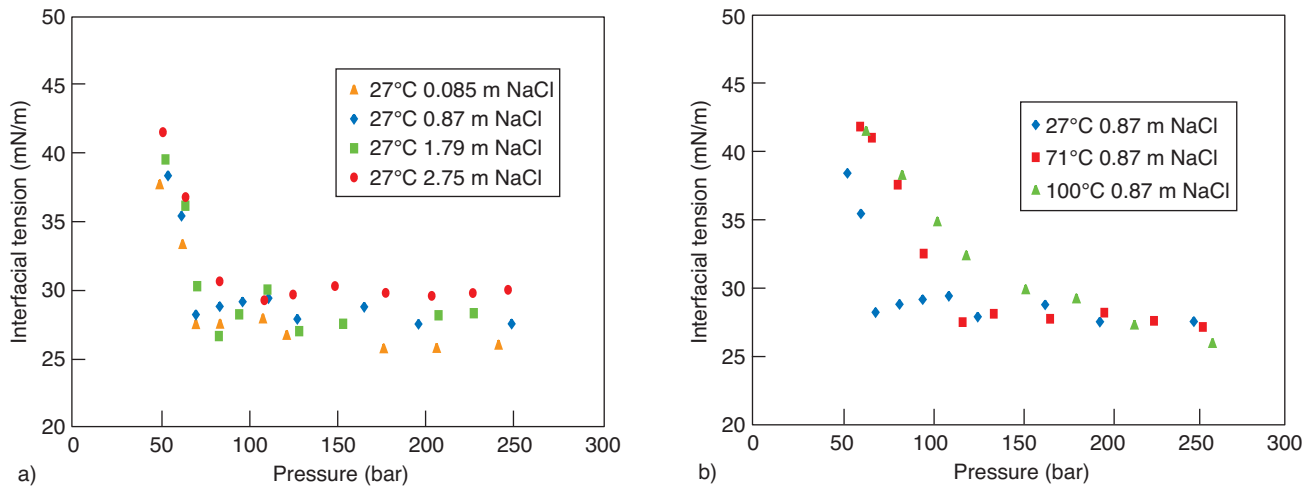 50
45
40
35
30
25
20
Interfacial tension (mN/m)
27°C 0.085 m NaCl
27°C 0.87 m NaCl
27°C 1.79 m NaCl
27°C 2.75 m NaCl
0 50 100 150 200 250 300
Pressure (bar)
a)
50
45
40
35
30
25
20
Interfacial tension (mN/m)
27°C 0.87 m NaCl
71°C 0.87 m NaCl
100°C 0.87 m NaCl
0 50 100 150 200 250 300
Pressure (bar)
b)